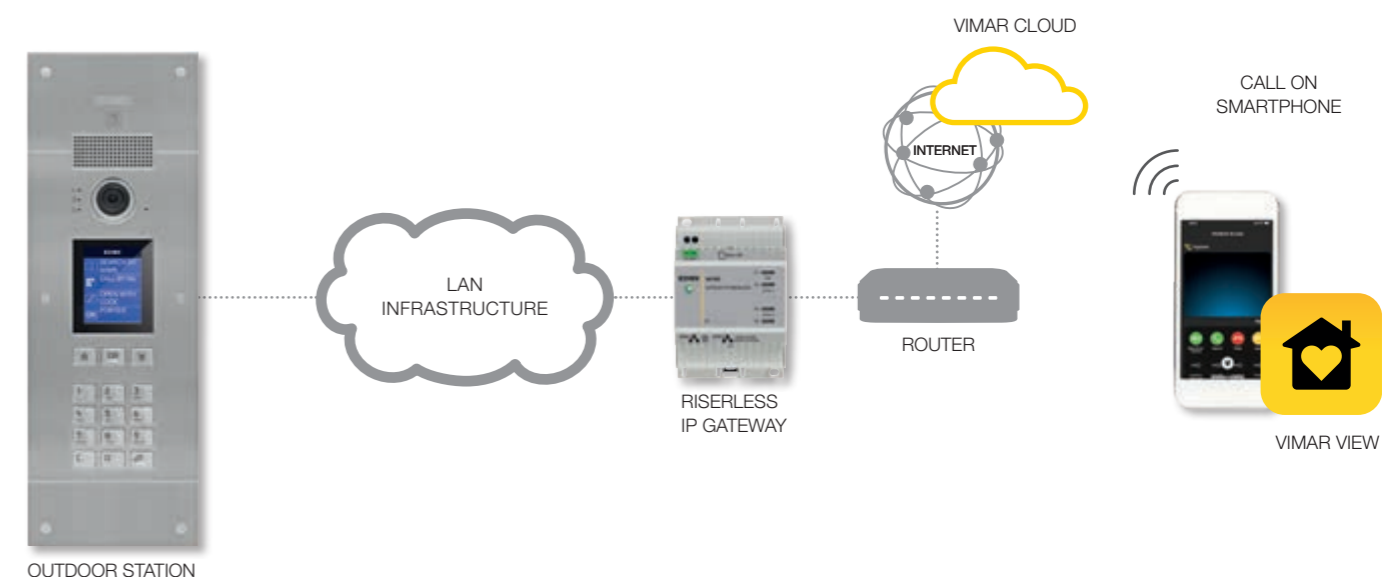 VIMAR CLOUD
CALL ON
SMARTPHONE
INTERNET
LAN
INFRASTRUCTURE
ROUTER
RISERLESS
IP GATEWAY
VIMAR VIEW
OUTDOOR STATION